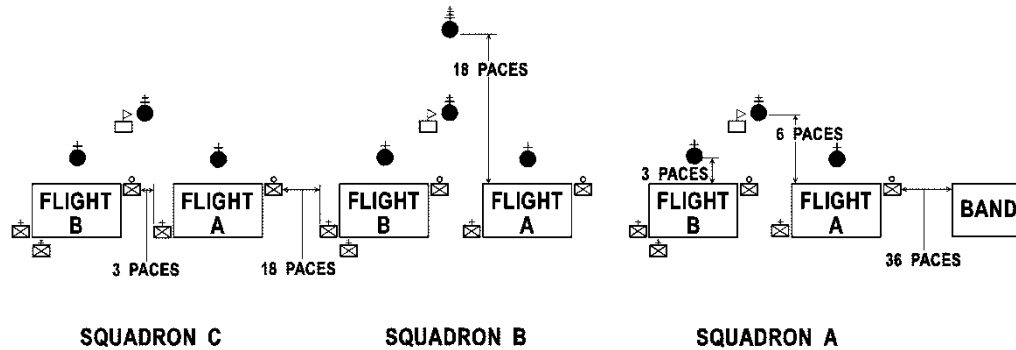 18 PACES
6 PACES
3 PACES
FLIGHT
B
FLIGHT
A
FLIGHT
B
FLIGHT
A
FLIGHT
B
FLIGHT
A
BAND
3 PACES
18 PACES
36 PACES
SQUADRON C
SQUADRON B
SQUADRON A